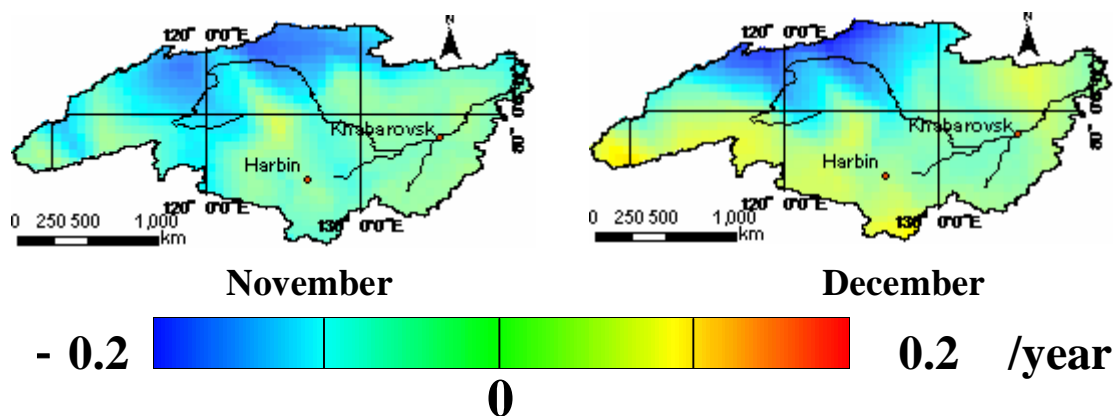 N
120° 0'0"E
Khabarovsk
Harbin
120° 0'0"E
130° 0'0"E
0 250 500 1,000
km
November
N
120° 0'0"E
Khabarovsk
Harbin
120° 0'0"E
130° 0'0"E
0 250 500 1,000
km
December
- 0.2
0
0.2 /year